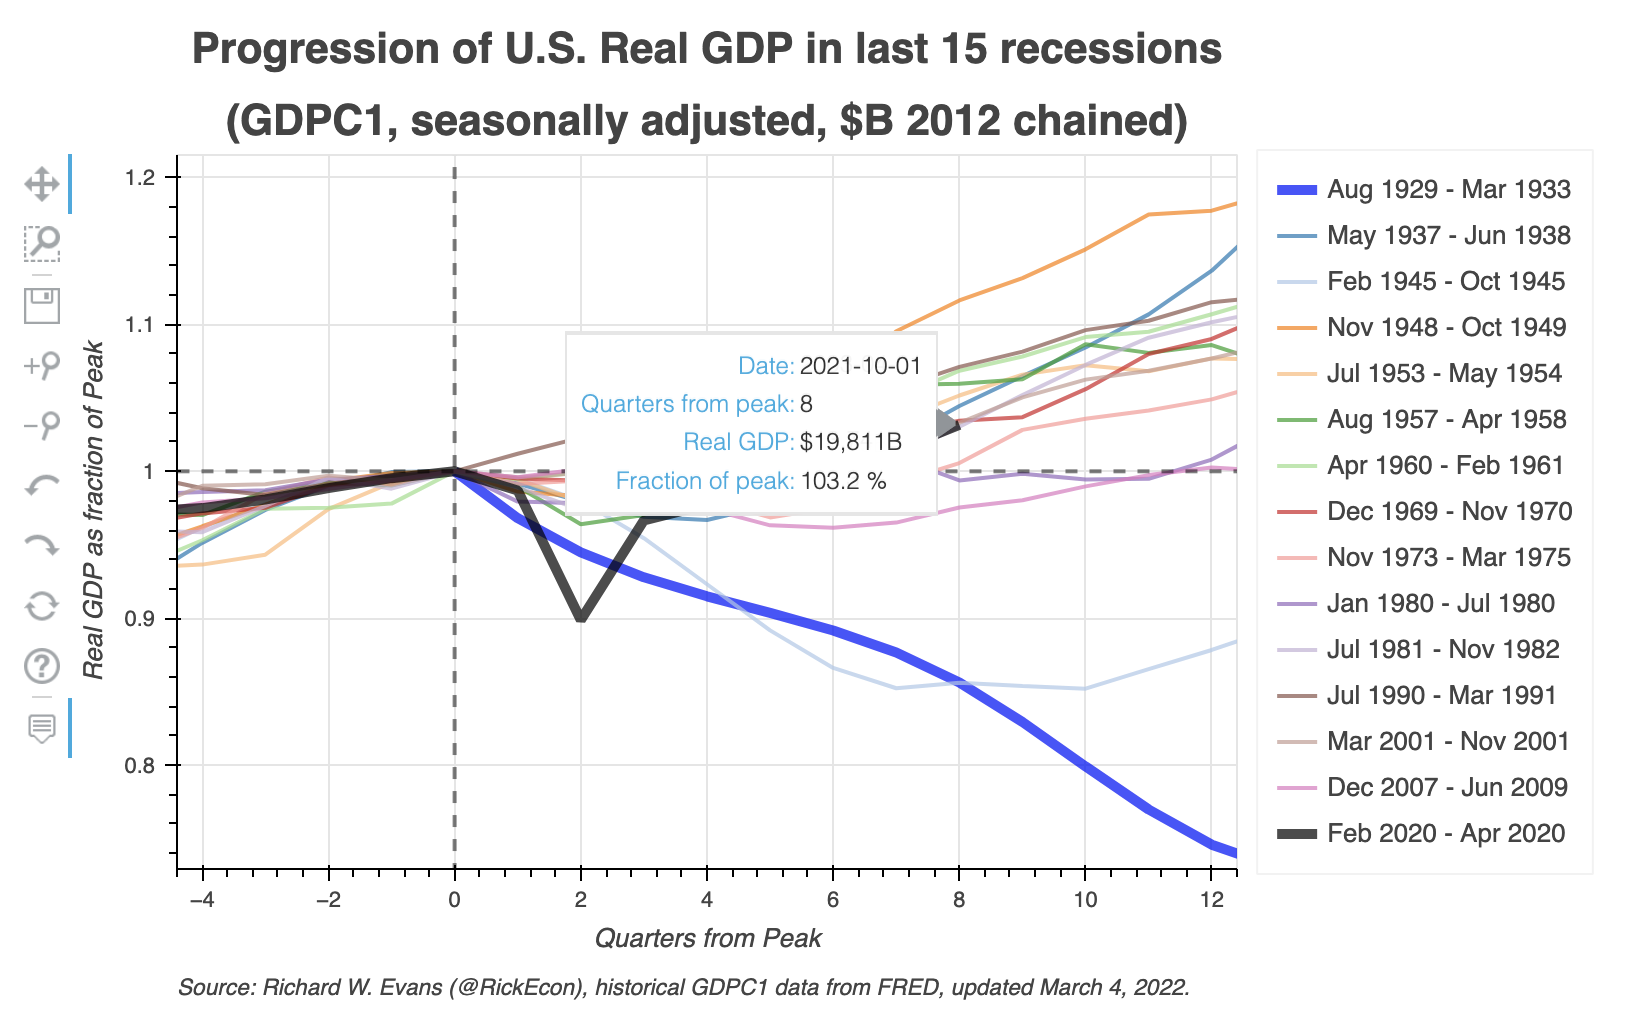 Progression of U.S. Real GDP in last 15 recessions
(GDPC1, seasonally adjusted, $B 2012 chained)
Real GDP as fraction of Peak
1.2
1.1
1
0.9
0.8
Date: 2021-10-01
Quarters from peak: 8
Real GDP: $19,811B
Fraction of peak: 103.2 %
−4
−2
0
2
4
6
8
10
12
Quarters from Peak
Aug 1929 - Mar 1933
May 1937 - Jun 1938
Feb 1945 - Oct 1945
Nov 1948 - Oct 1949
Jul 1953 - May 1954
Aug 1957 - Apr 1958
Apr 1960 - Feb 1961
Dec 1969 - Nov 1970
Nov 1973 - Mar 1975
Jan 1980 - Jul 1980
Jul 1981 - Nov 1982
Jul 1990 - Mar 1991
Mar 2001 - Nov 2001
Dec 2007 - Jun 2009
Feb 2020 - Apr 2020
Source: Richard W. Evans (@RickEcon), historical GDPC1 data from FRED, updated March 4, 2022.